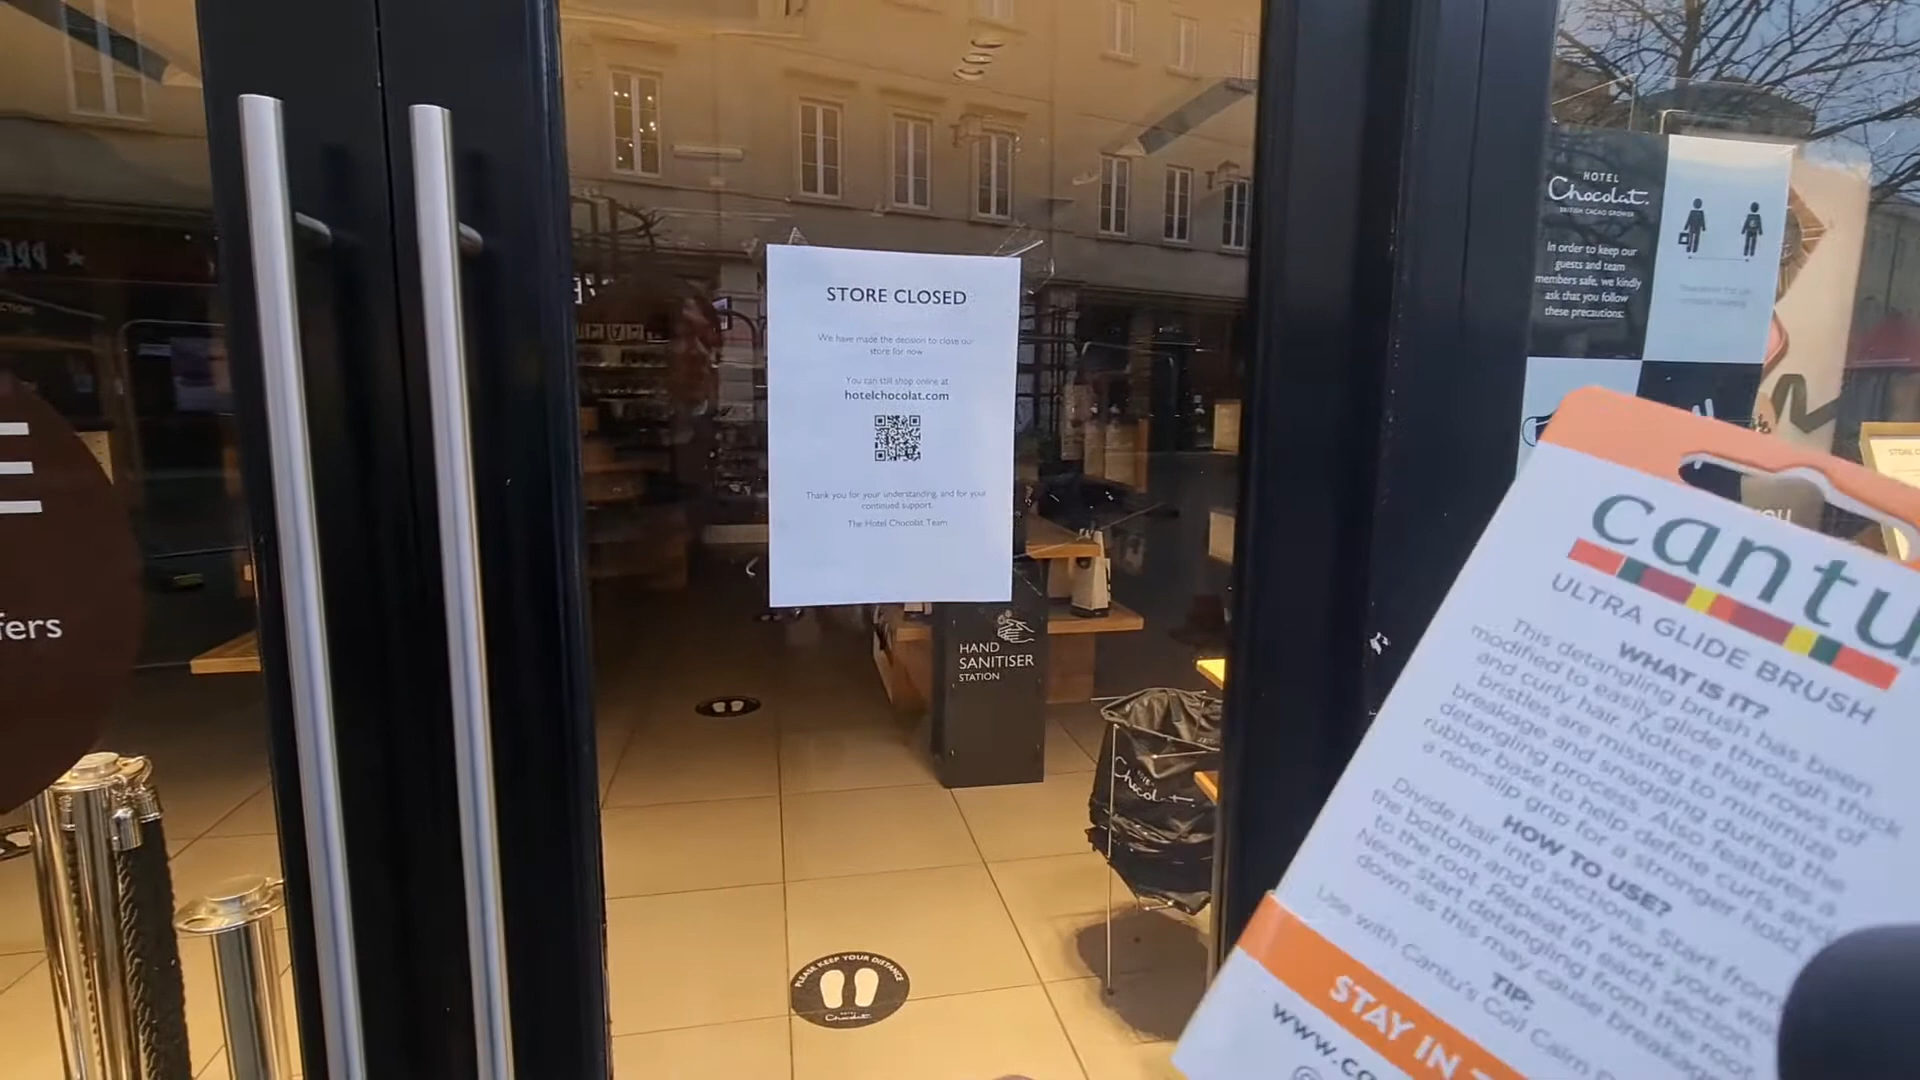 STORE CLOSED
We have made the decision to close our
store for now
You can still shop online at
hotelchocolat.com
Thank you for your understanding, and for your
continued support.
The Hotel Chocolat Team
HAND
SANITISER
STATION
PLEASE KEEP YOUR DISTANCE
HOTEL
Chocolat
Chocolat
fers
HOTEL
Chocolat.
BRITISH CACAO GROWER
In order to keep our
guests and team
members safe, we kindly
ask that you follow
these precautions:
cantu
ULTRA GLIDE BRUSH
WHAT IS IT?
This detangling brush has been
modified to easily glide through thick
and curly hair. Notice that rows of
bristles are missing to minimize
breakage and snagging during the
detangling process. Also features a
rubber base to help define curls and
a non-slip grip for a stronger hold.
HOW TO USE?
Divide hair into sections. Start from
the bottom and slowly work your way
to the root. Repeat in each section.
Never start detangling from the root
down as this may cause breakage
TIP:
Use with Cantu's Coil Calm
STAY IN
www.c